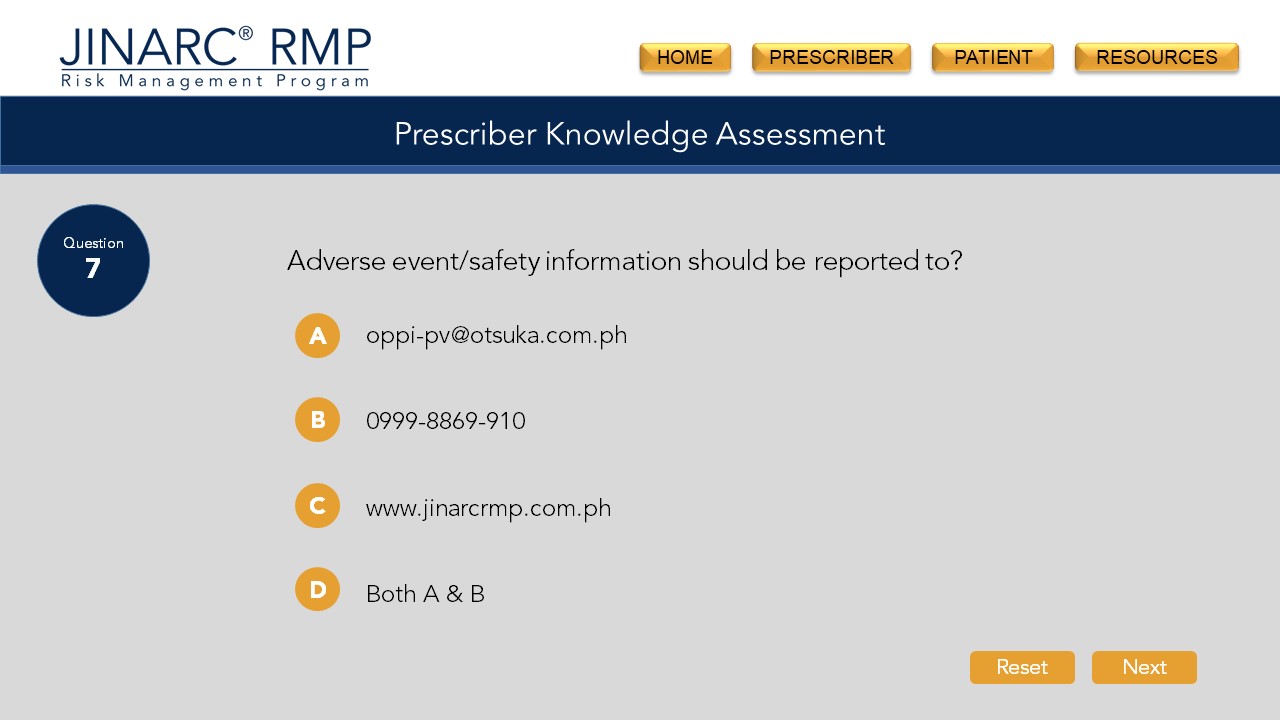 JINARC® RMP
Risk Management Program
HOME
PRESCRIBER
PATIENT
RESOURCES
Prescriber Knowledge Assessment
Question
7
Adverse event/safety information should be reported to?
A
oppi-pv@otsuka.com.ph
B
0999-8869-910
C
www.jinarcrmp.com.ph
D
Both A & B
Reset
Next